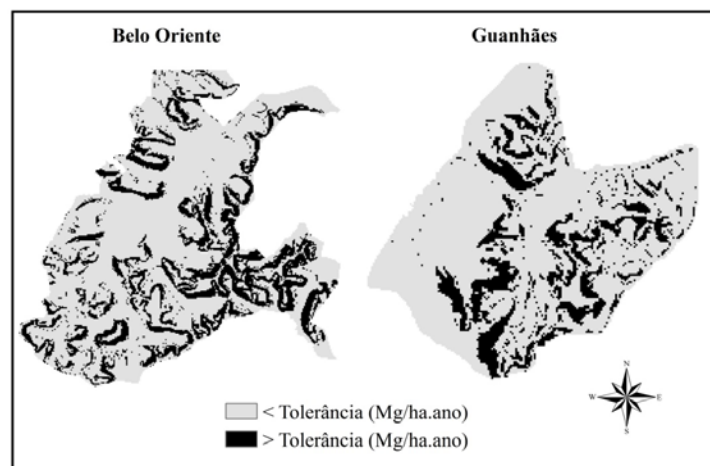 Belo Oriente
Guanhães
< Tolerância (Mg/ha.ano)
> Tolerância (Mg/ha.ano)
N
W E
S